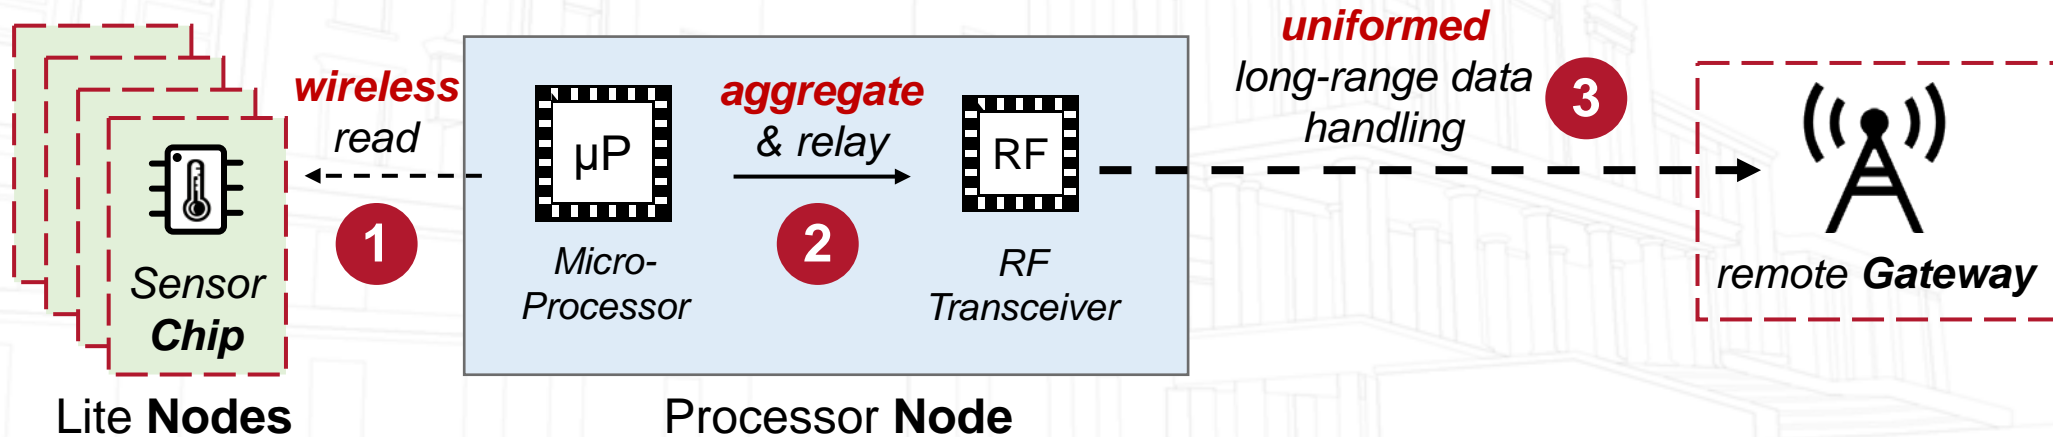 Sensor
Chip
Lite Nodes
wireless
read
1
µP
Micro-
Processor
aggregate
& relay
2
RF
RF
Transceiver
Processor Node
uniformed
long-range data
handling
3
remote Gateway